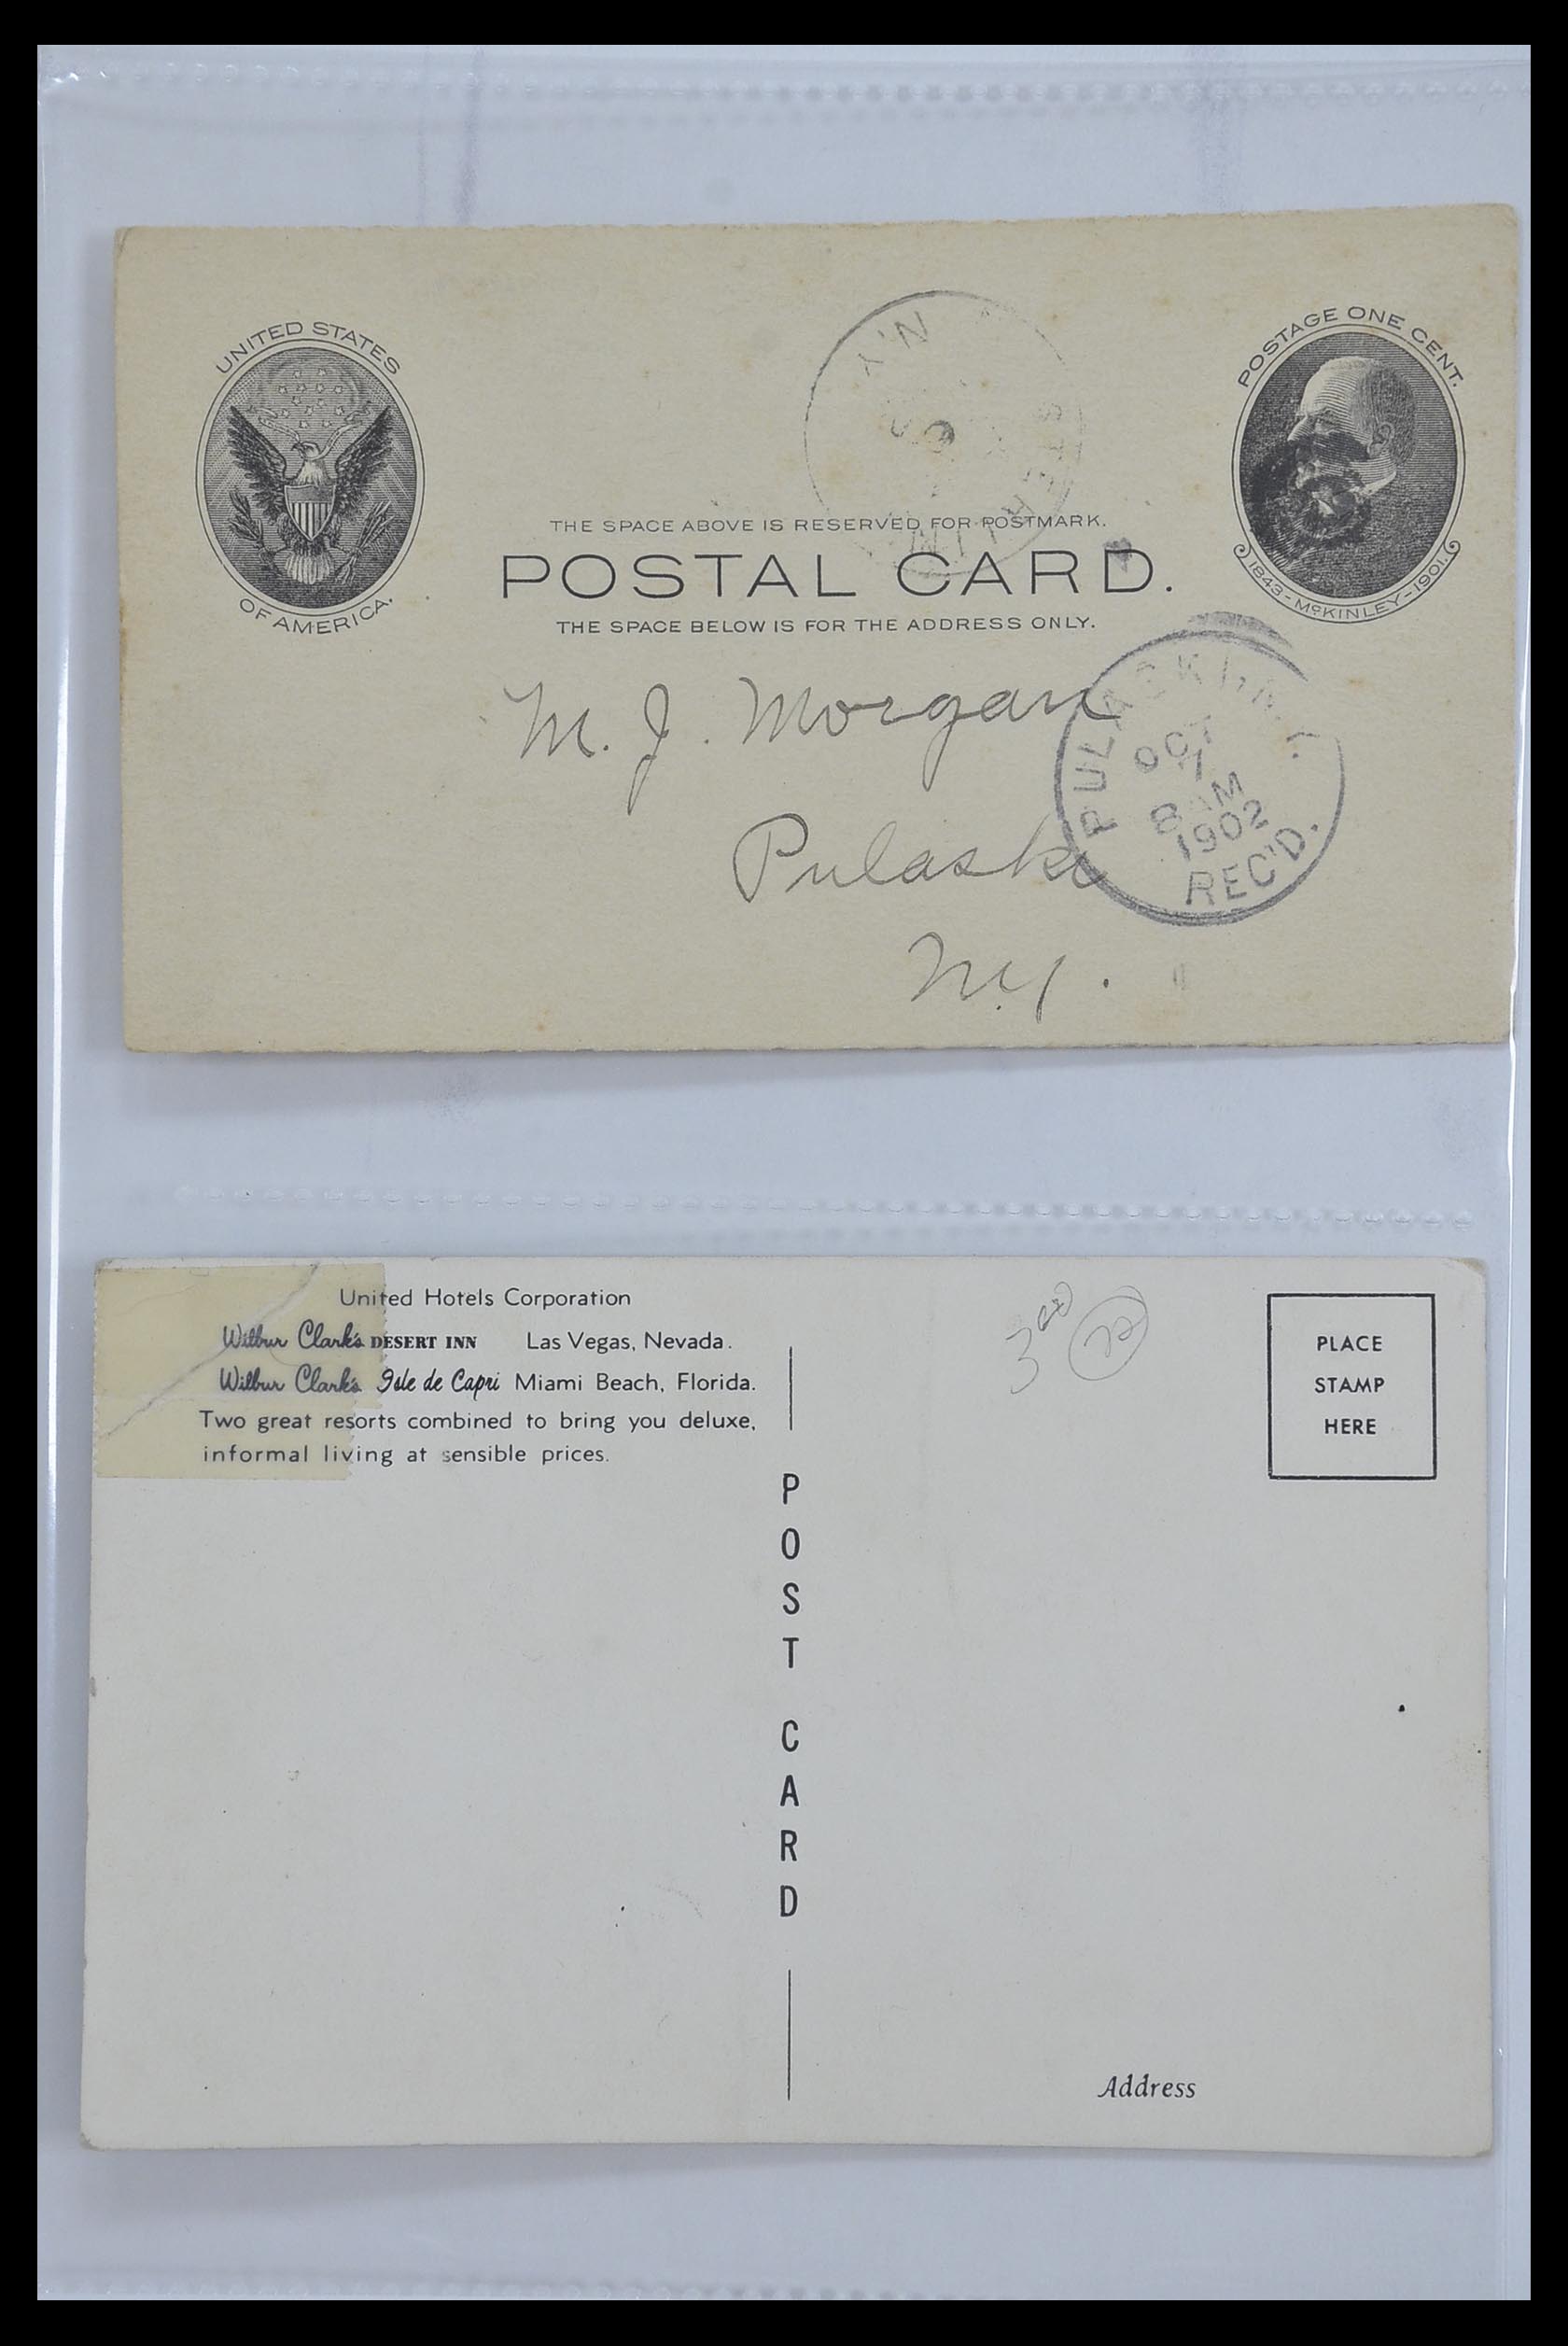 UNITED STATES
OF AMERICA.
N.Y
POSTAGE ONE CENT.
1843-McKINLEY-1901.
THE SPACE ABOVE IS RESERVED FOR POSTMARK.
POSTAL CARD.
THE SPACE BELOW IS FOR THE ADDRESS ONLY.
M. J. Morgan
Pulaski
N.Y.
PULASKI, N.Y.
OCT
7
8 AM
1902
REC'D.
United Hotels Corporation
Wilbur Clark's DESERT INN Las Vegas, Nevada.
Wilbur Clark's Isle de Capri Miami Beach, Florida.
Two great resorts combined to bring you deluxe,
informal living at sensible prices.
300
22
PLACE
STAMP
HERE
POST CARD
Address